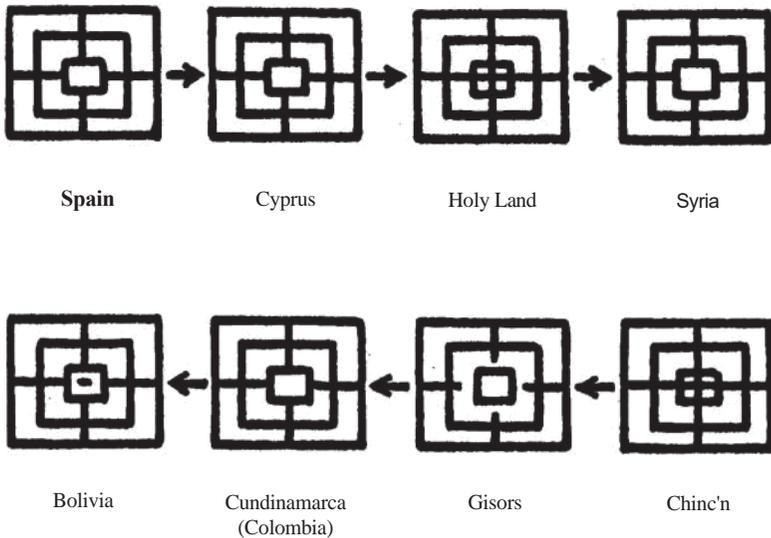 Spain
Cyprus
Holy Land
Syria
Bolivia
Cundinamarca
(Colombia)
Gisors
Chinc'n